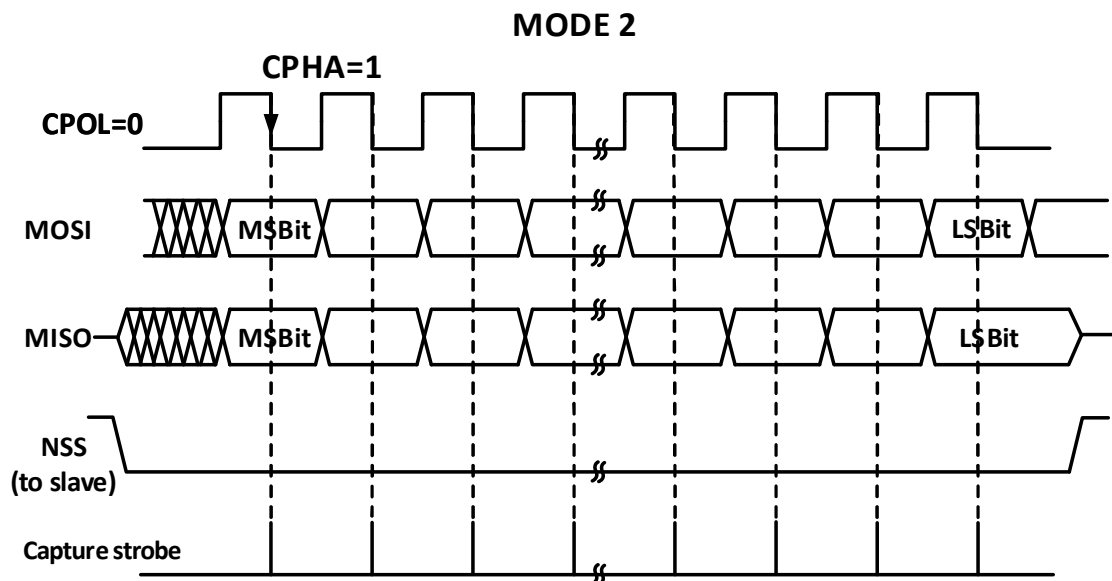 MODE 2
CPHA=1
CPOL=0
MOSI
MSBit
LSBit
MISO
MSBit
LSBit
NSS
(to slave)
Capture strobe